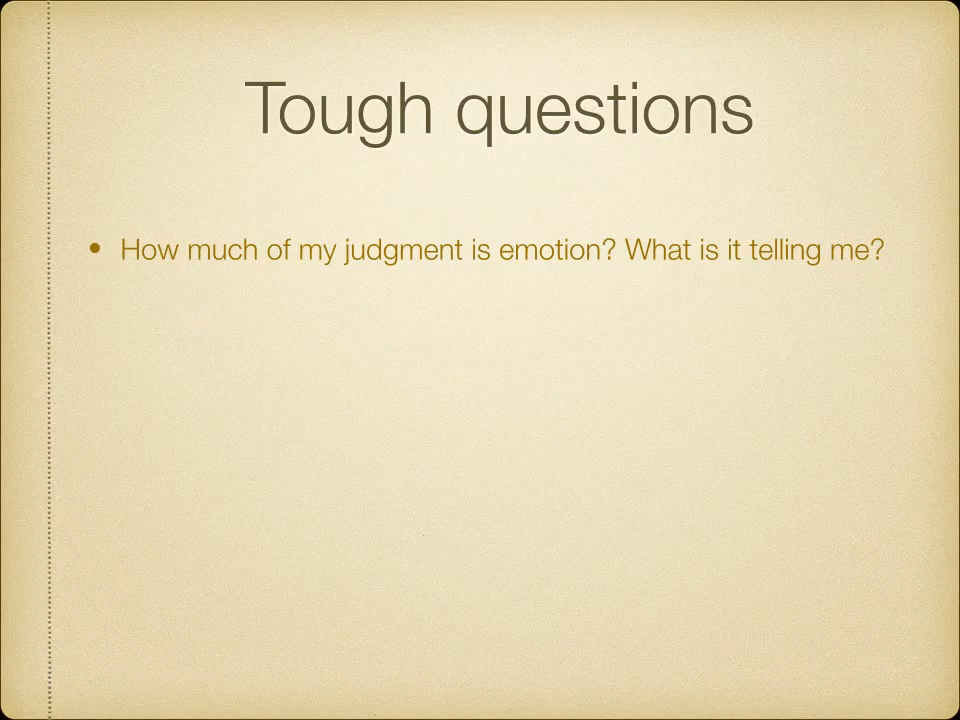 Tough questions
• How much of my judgment is emotion? What is it telling me?